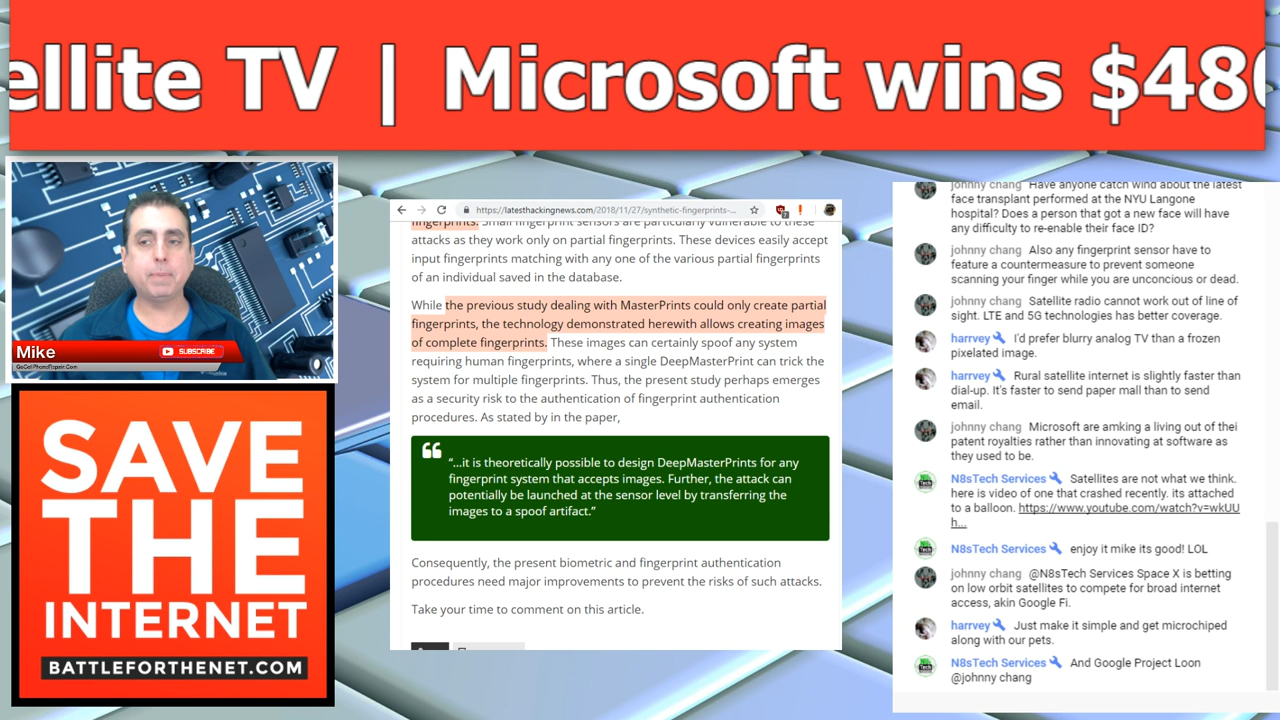 ellite TV | Microsoft wins $480
Mike
SUBSCRIBE
GoCellPhoneRepair.Com
SAVE
THE
INTERNET
BATTLEFORTHENET.COM
https://latesthackingnews.com/2018/11/27/synthetic-fingerprints-...
fingerprints. Small fingerprint sensors are particularly vulnerable to these
attacks as they work only on partial fingerprints. These devices easily accept
input fingerprints matching with any one of the various partial fingerprints
of an individual saved in the database.
While the previous study dealing with MasterPrints could only create partial
fingerprints, the technology demonstrated herewith allows creating images
of complete fingerprints. These images can certainly spoof any system
requiring human fingerprints, where a single DeepMasterPrint can trick the
system for multiple fingerprints. Thus, the present study perhaps emerges
as a security risk to the authentication of fingerprint authentication
procedures. As stated by in the paper,
“...it is theoretically possible to design DeepMasterPrints for any
fingerprint system that accepts images. Further, the attack can
potentially be launched at the sensor level by transferring the
images to a spoof artifact.”
Consequently, the present biometric and fingerprint authentication
procedures need major improvements to prevent the risks of such attacks.
Take your time to comment on this article.
johnny chang Have anyone catch wind about the latest
face transplant performed at the NYU Langone
hospital? Does a person that got a new face will have
any difficulty to re-enable their face ID?
johnny chang Also any fingerprint sensor have to
feature a countermeasure to prevent someone
scanning your finger while you are unconcious or dead.
johnny chang Satellite radio cannot work out of line of
sight. LTE and 5G technologies has better coverage.
harrvey I'd prefer blurry analog TV than a frozen
pixelated image.
harrvey Rural satellite internet is slightly faster than
dial-up. It's faster to send paper mall than to send
email.
johnny chang Microsoft are amking a living out of thei
patent royalties rather than innovating at software as
they used to be.
N8sTech Services Satellites are not what we think.
here is video of one that crashed recently. its attached
to a balloon. https://www.youtube.com/watch?v=wkUU
h...
N8sTech Services enjoy it mike its good! LOL
johnny chang @N8sTech Services Space X is betting
on low orbit satellites to compete for broad internet
access, akin Google Fi.
harrvey Just make it simple and get microchiped
along with our pets.
N8sTech Services And Google Project Loon
@johnny chang